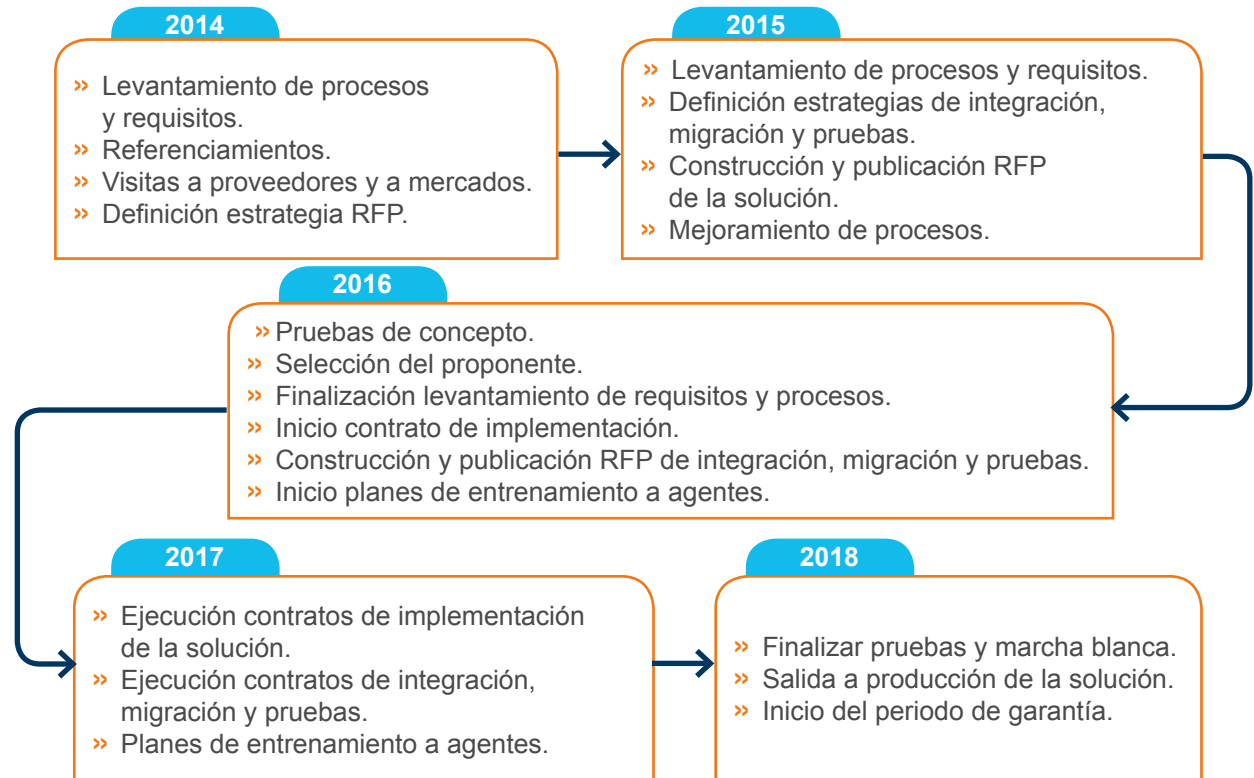 2014
» Levantamiento de procesos
y requisitos.
» Referenciamientos.
» Visitas a proveedores y a mercados.
» Definición estrategia RFP.
2015
» Levantamiento de procesos y requisitos.
» Definición estrategias de integración,
migración y pruebas.
» Construcción y publicación RFP
de la solución.
» Mejoramiento de procesos.
2016
» Pruebas de concepto.
» Selección del proponente.
» Finalización levantamiento de requisitos y procesos.
» Inicio contrato de implementación.
» Construcción y publicación RFP de integración, migración y pruebas.
» Inicio planes de entrenamiento a agentes.
2017
» Ejecución contratos de implementación
de la solución.
» Ejecución contratos de integración,
migración y pruebas.
» Planes de entrenamiento a agentes.
2018
» Finalizar pruebas y marcha blanca.
» Salida a producción de la solución.
» Inicio del periodo de garantía.